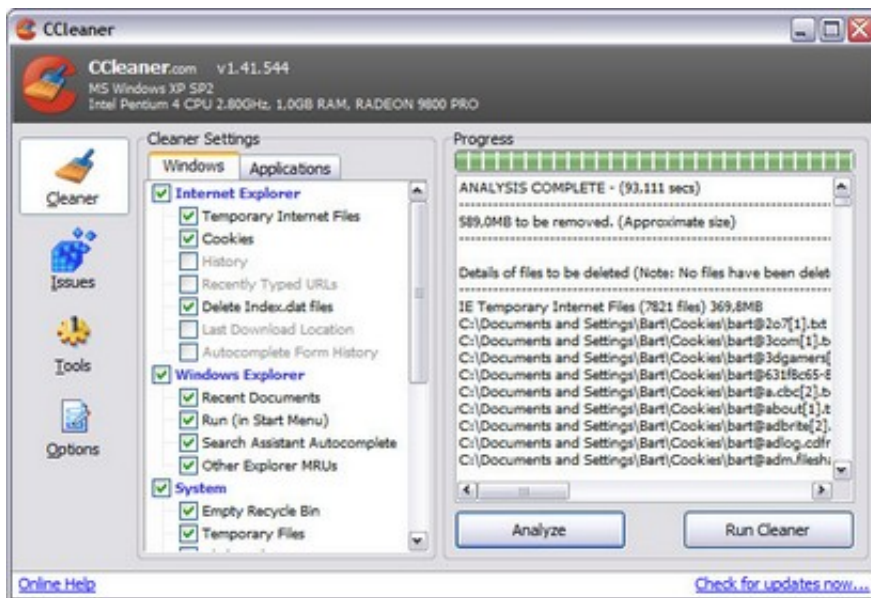 CCleaner
CCleaner.com v1.41.544
MS Windows XP SP2
Intel Pentium 4 CPU 2.80GHz, 1,0GB RAM, RADEON 9800 PRO
Cleaner
Issues
Tools
Options
Cleaner Settings
Windows Applications
Internet Explorer
Temporary Internet Files
Cookies
History
Recently Typed URLs
Delete Index.dat files
Last Download Location
Autocomplete Form History
Windows Explorer
Recent Documents
Run (in Start Menu)
Search Assistant Autocomplete
Other Explorer MRUs
System
Empty Recycle Bin
Temporary Files
Progress
ANALYSIS COMPLETE - (93,111 secs)
589,0MB to be removed. (Approximate size)
Details of files to be deleted (Note: No files have been delet
IE Temporary Internet Files (7821 files) 369,8MB
C:\Documents and Settings\Bart\Cookies\bart@2o7[1].txt
C:\Documents and Settings\Bart\Cookies\bart@3com[1].b
C:\Documents and Settings\Bart\Cookies\bart@3dgamers[
C:\Documents and Settings\Bart\Cookies\bart@631f8c65-8
C:\Documents and Settings\Bart\Cookies\bart@a.cbc[2].b
C:\Documents and Settings\Bart\Cookies\bart@about[1].t
C:\Documents and Settings\Bart\Cookies\bart@adbrite[2].
C:\Documents and Settings\Bart\Cookies\bart@adlog.cdfr
C:\Documents and Settings\Bart\Cookies\bart@adm.filesha
Analyze
Run Cleaner
Online Help
Check for updates now...